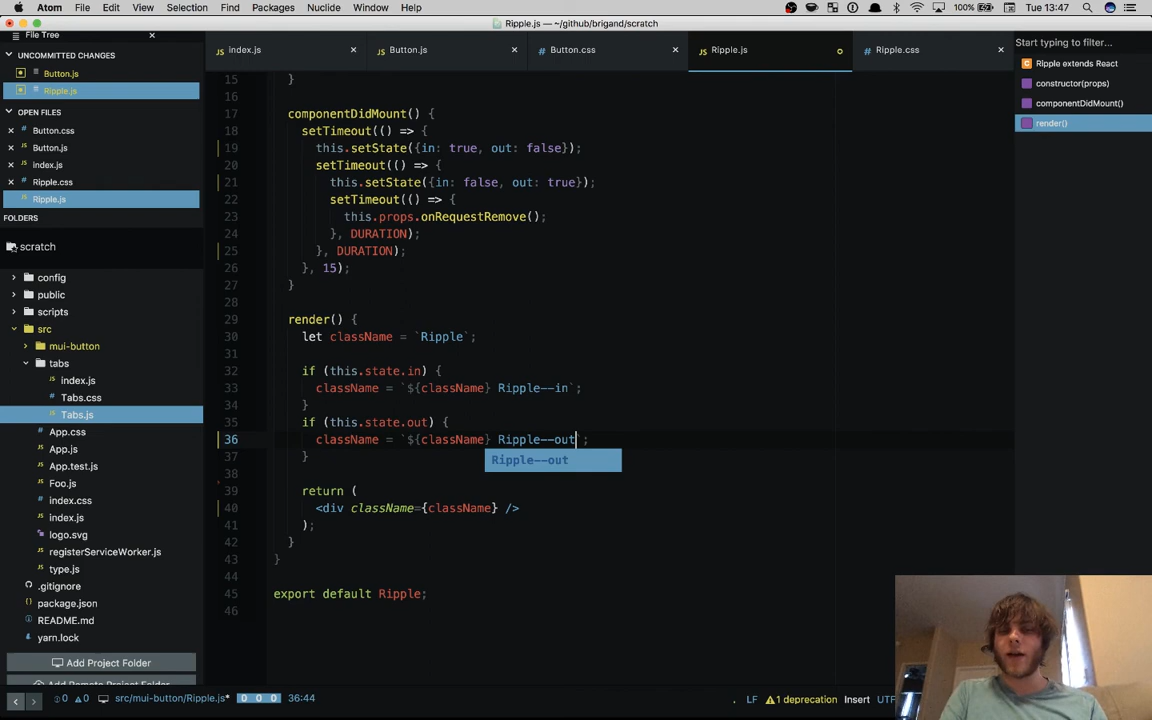 Atom File Edit View Selection Find Packages Nuclide Window Help 100% Tue 13:47
Ripple.js — ~/github/brigand/scratch
File Tree
UNCOMMITTED CHANGES
Button.js
Ripple.js
OPEN FILES
Button.css
Button.js
index.js
Ripple.css
Ripple.js
FOLDERS
scratch
config
public
scripts
src
mui-button
tabs
index.js
Tabs.css
Tabs.js
App.css
App.js
App.test.js
Foo.js
index.css
index.js
logo.svg
registerServiceWorker.js
type.js
.gitignore
package.json
README.md
yarn.lock
Add Project Folder
index.js Button.js Button.css Ripple.js Ripple.css
15 }
16
17 componentDidMount() {
18 setTimeout(() => {
19 this.setState({in: true, out: false});
20 setTimeout(() => {
21 this.setState({in: false, out: true});
22 setTimeout(() => {
23 this.props.onRequestRemove();
24 }, DURATION);
25 }, DURATION);
26 }, 15);
27 }
28
29 render() {
30 let className = `Ripple`;
31
32 if (this.state.in) {
33 className = `${className} Ripple--in`;
34 }
35 if (this.state.out) {
36 className = `${className} Ripple--out`;
Ripple--out
37 }
38
39 return (
40 <div className={className} />
41 );
42 }
43 }
44
45 export default Ripple;
46
Start typing to filter...
Ripple extends React
constructor(props)
componentDidMount()
render()
0 0 src/mui-button/Ripple.js* 0 0 0 36:44 LF 1 deprecation Insert UTF